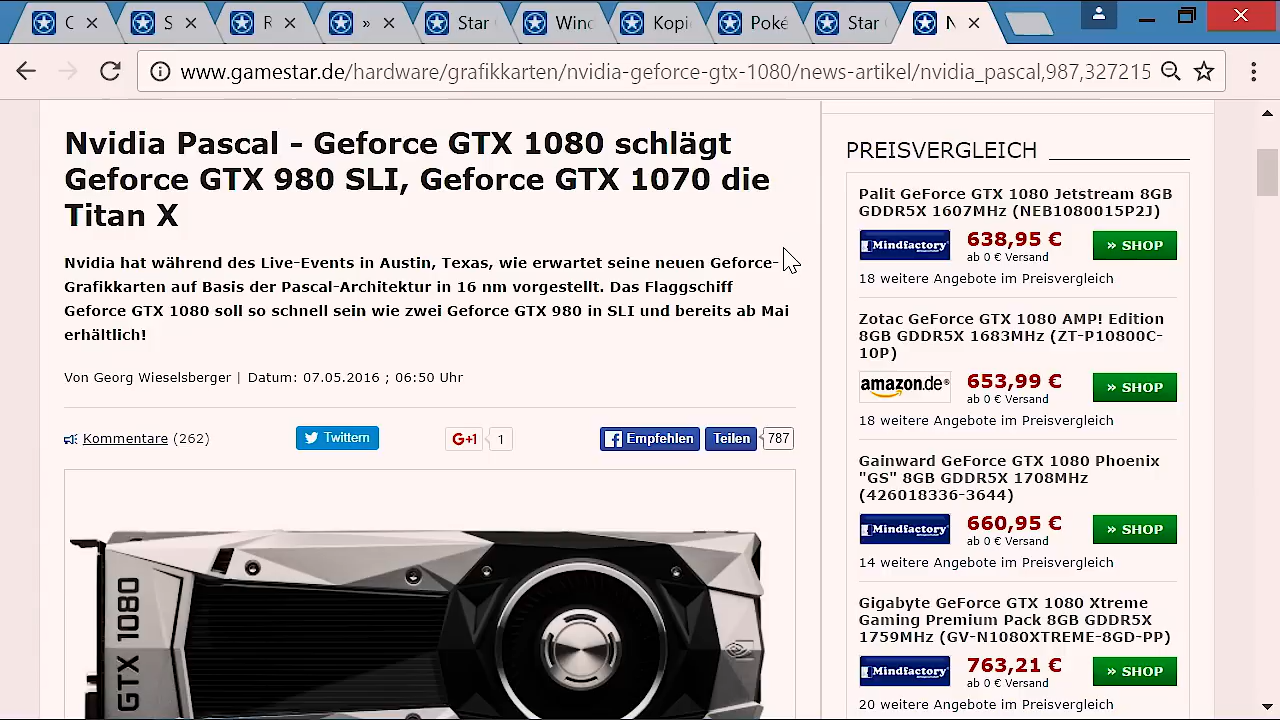 C
S
R
»
Star
Wind
Kopi
Poké
Star
N
www.gamestar.de/hardware/grafikkarten/nvidia-geforce-gtx-1080/news-artikel/nvidia_pascal,987,327215
Nvidia Pascal - Geforce GTX 1080 schlägt
Geforce GTX 980 SLI, Geforce GTX 1070 die
Titan X
Nvidia hat während des Live-Events in Austin, Texas, wie erwartet seine neuen Geforce-
Grafikkarten auf Basis der Pascal-Architektur in 16 nm vorgestellt. Das Flaggschiff
Geforce GTX 1080 soll so schnell sein wie zwei Geforce GTX 980 in SLI und bereits ab Mai
erhältlich!
Von Georg Wieselsberger | Datum: 07.05.2016 ; 06:50 Uhr
Kommentare (262)
Twittern
G+1 1
Empfehlen Teilen 787
GTX 1080
PREISVERGLEICH
Palit GeForce GTX 1080 Jetstream 8GB
GDDR5X 1607MHz (NEB1080015P2J)
Mindfactory 638,95 € » SHOP
ab 0 € Versand
18 weitere Angebote im Preisvergleich
Zotac GeForce GTX 1080 AMP! Edition
8GB GDDR5X 1683MHz (ZT-P10800C-
10P)
amazon.de 653,99 € » SHOP
ab 0 € Versand
18 weitere Angebote im Preisvergleich
Gainward GeForce GTX 1080 Phoenix
"GS" 8GB GDDR5X 1708MHz
(426018336-3644)
Mindfactory 660,95 € » SHOP
ab 0 € Versand
14 weitere Angebote im Preisvergleich
Gigabyte GeForce GTX 1080 Xtreme
Gaming Premium Pack 8GB GDDR5X
1759MHz (GV-N1080XTREME-8GD-PP)
Mindfactory 763,21 € » SHOP
ab 0 € Versand
20 weitere Angebote im Preisvergleich